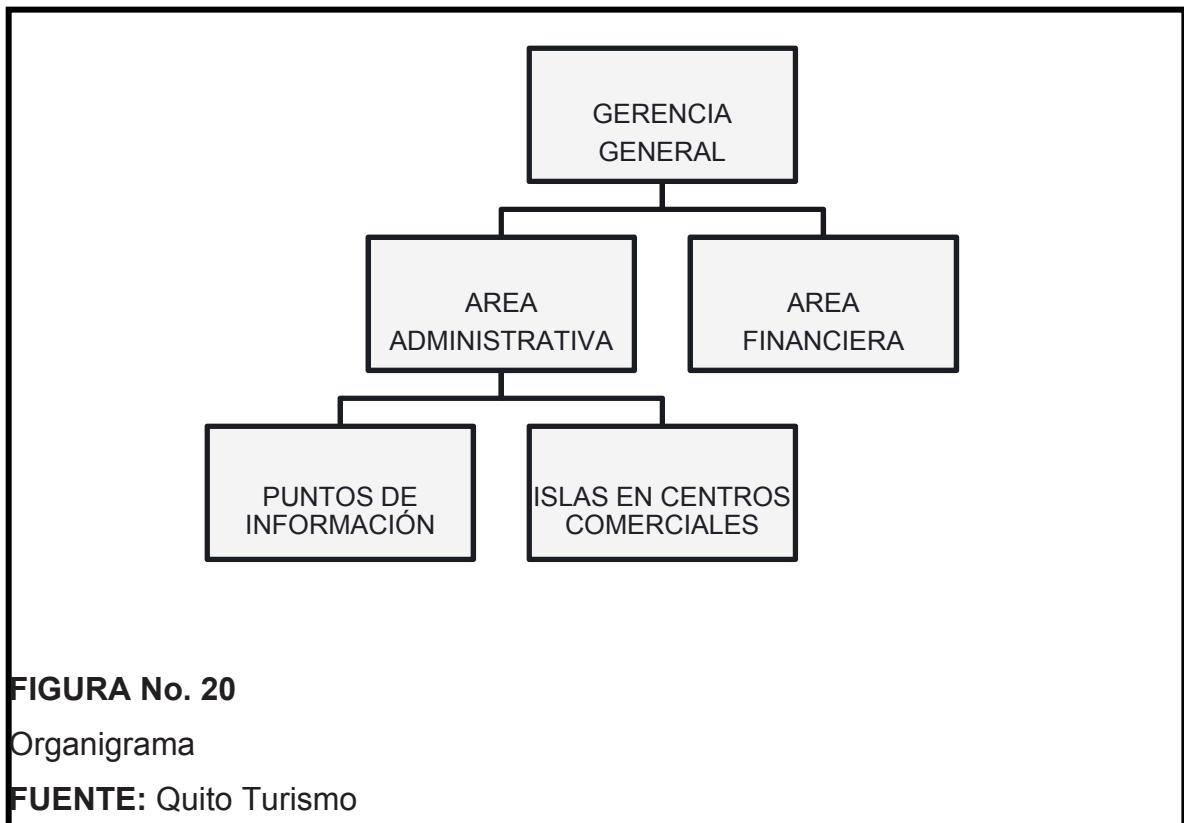 GERENCIA
GENERAL
AREA
ADMINISTRATIVA
AREA
FINANCIERA
PUNTOS DE
INFORMACIÓN
ISLAS EN CENTROS
COMERCIALES
FIGURA No. 20
Organigrama
FUENTE: Quito Turismo